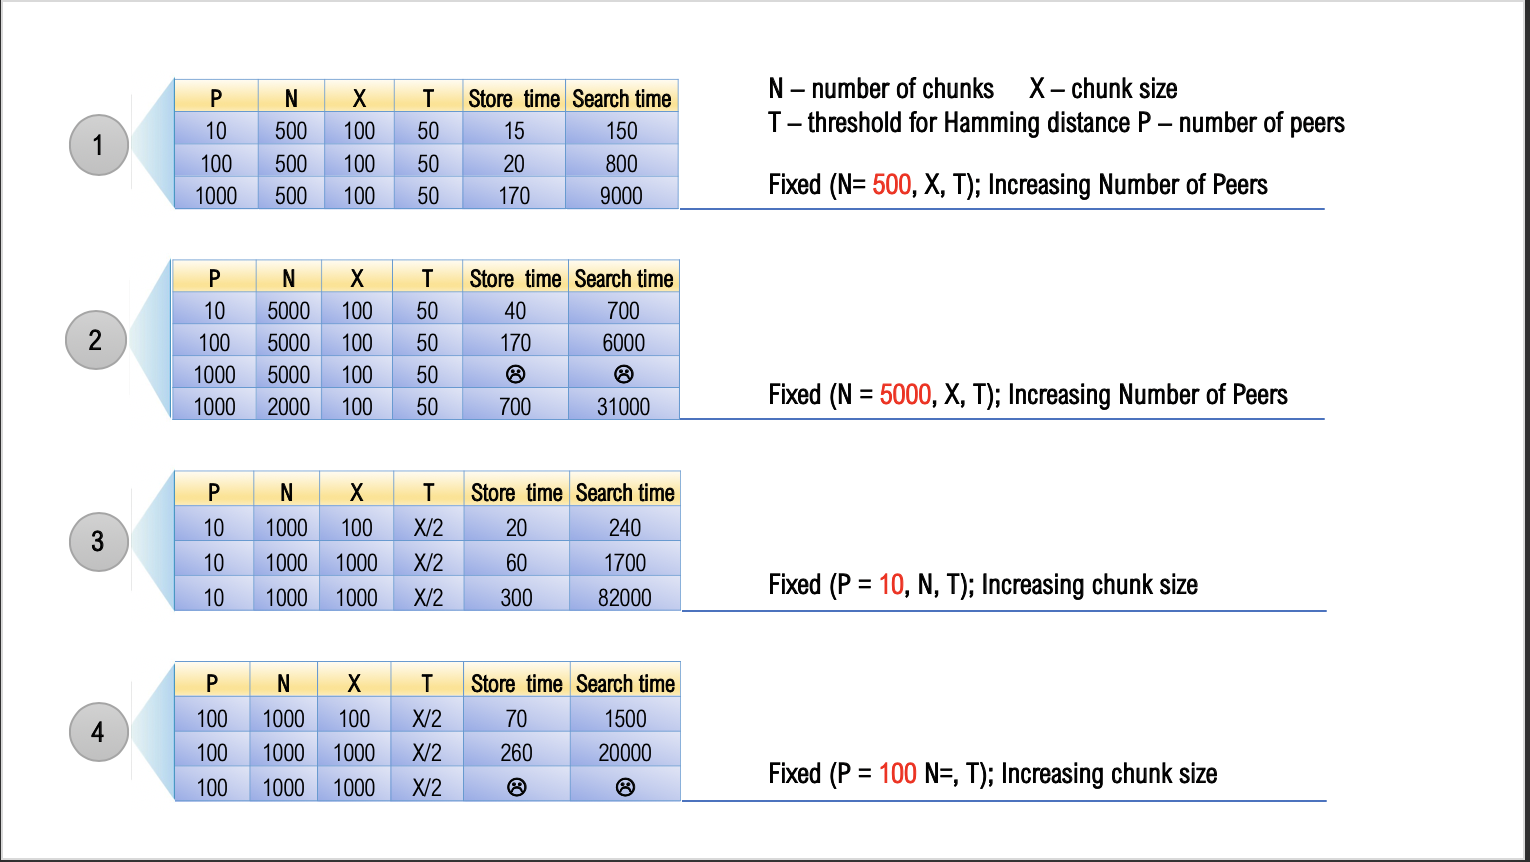 1
P N X T Store time Search time
10 500 100 50 15 150
100 500 100 50 20 800
1000 500 100 50 170 9000
N – number of chunks X – chunk size
T – threshold for Hamming distance P – number of peers
Fixed (N= 500, X, T); Increasing Number of Peers
2
P N X T Store time Search time
10 5000 100 50 40 700
100 5000 100 50 170 6000
1000 5000 100 50 ☹ ☹
1000 2000 100 50 700 31000
Fixed (N = 5000, X, T); Increasing Number of Peers
3
P N X T Store time Search time
10 1000 100 X/2 20 240
10 1000 1000 X/2 60 1700
10 1000 1000 X/2 300 82000
Fixed (P = 10, N, T); Increasing chunk size
4
P N X T Store time Search time
100 1000 100 X/2 70 1500
100 1000 1000 X/2 260 20000
100 1000 1000 X/2 ☹ ☹
Fixed (P = 100 N=, T); Increasing chunk size